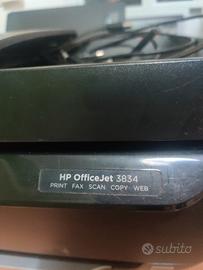 HP OfficeJet 3834
PRINT FAX SCAN COPY WEB
subito